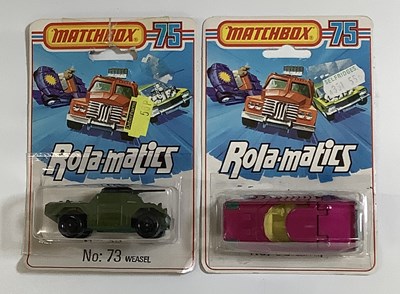 MATCHBOX 75
MATCHBOX 75
Rola-matics
Rola-matics
No: 73 WEASEL